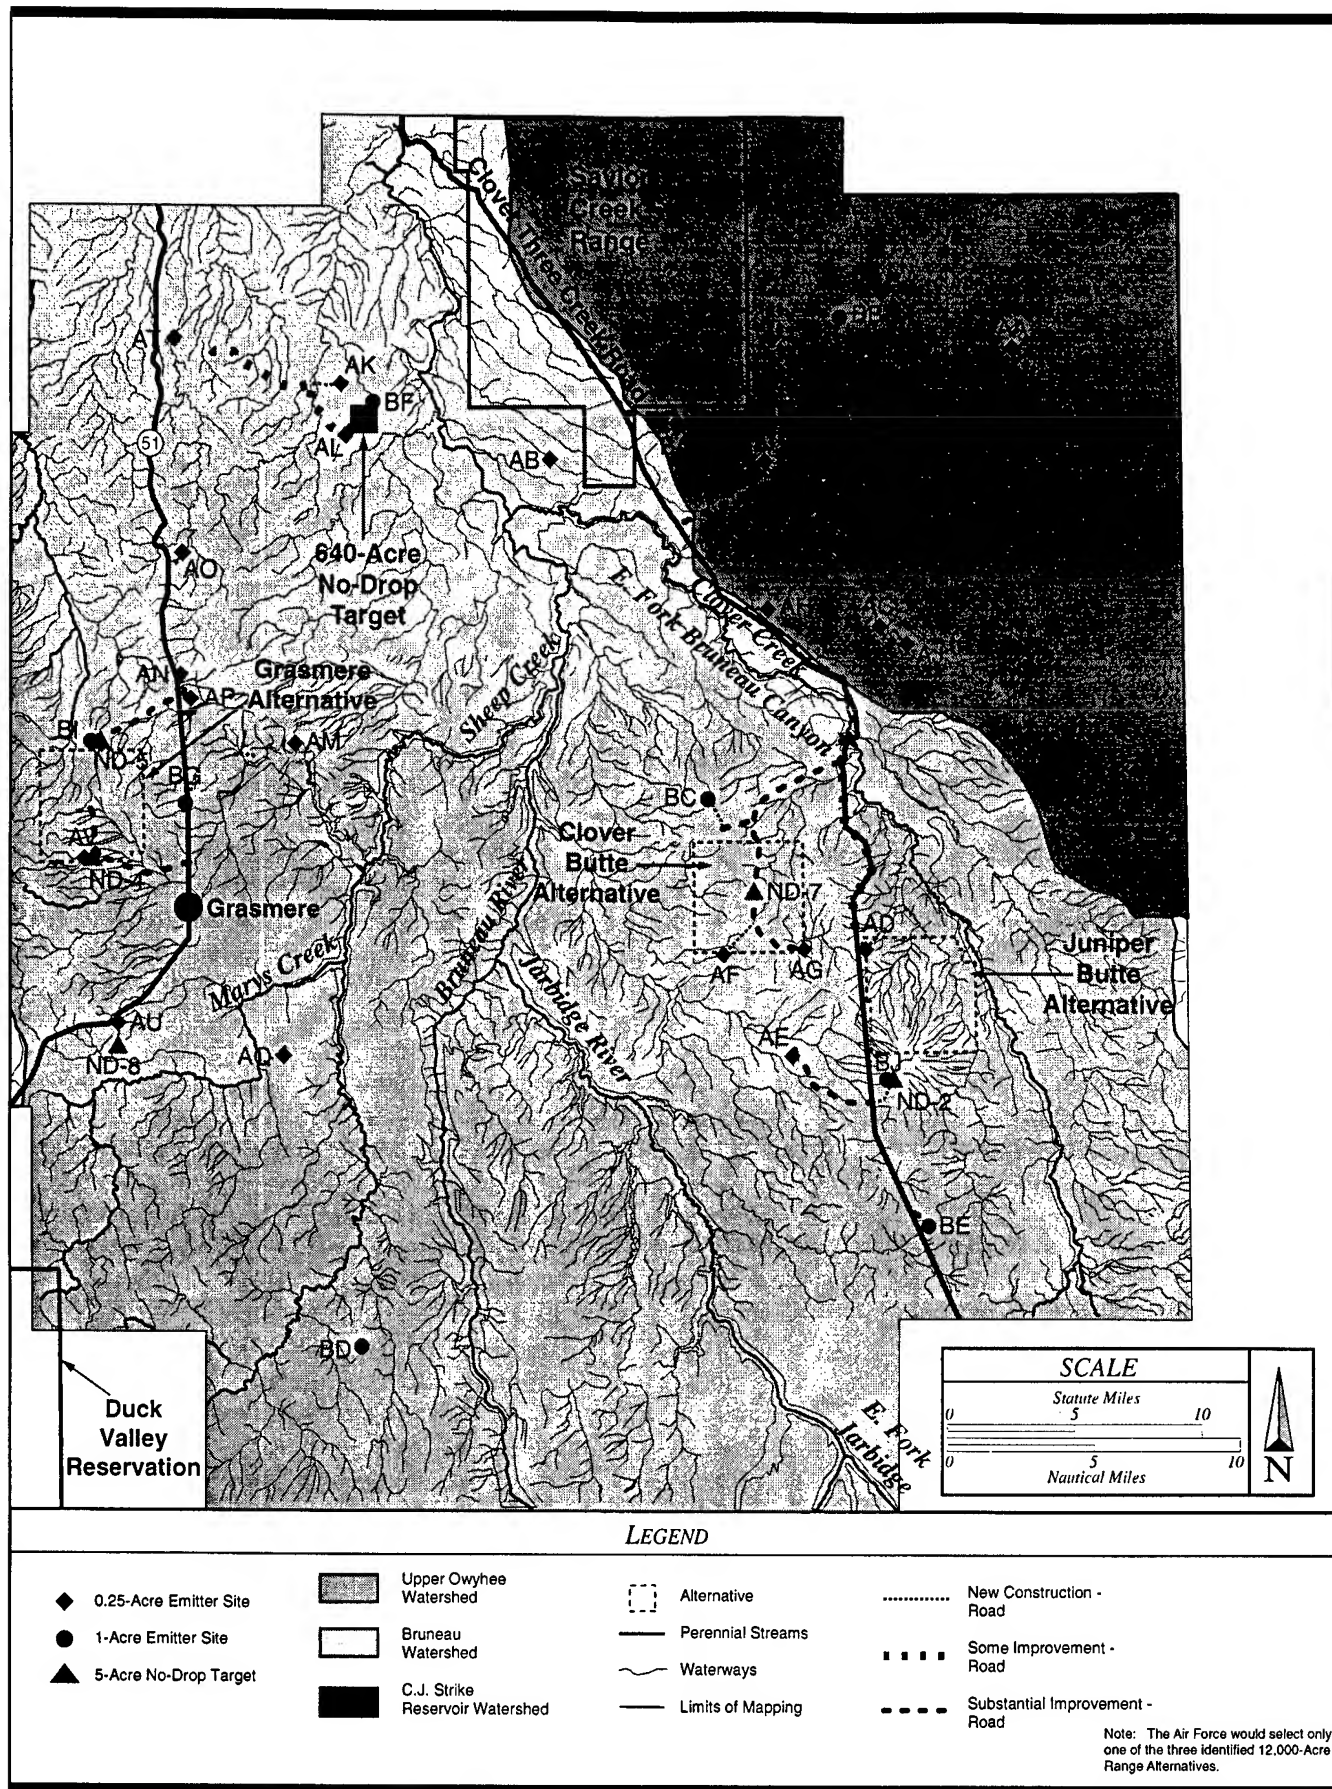 Saylor
Creek
Range
Clover Three Creek Road
BB
AT
AK
BF
AL
51
AB
640-Acre
No-Drop
Target
AO
Clover Creek
E. Fork Bruneau Canyon
AN
AP
Grasmere
Alternative
Sheep Creek
BI
ND-5
AM
BG
BC
Clover
Butte
Alternative
AV
ND-4
ND-7
Grasmere
Bruneau River
AD
AF
AG
Juniper
Butte
Alternative
Marys Creek
Jarbidge River
AU
ND-8
AQ
AE
BJ
ND-2
BE
BD
Duck
Valley
Reservation
E. Fork
Jarbidge
SCALE
Statute Miles
0 5 10
0 5 10
Nautical Miles
N
LEGEND
0.25-Acre Emitter Site
1-Acre Emitter Site
5-Acre No-Drop Target
Upper Owyhee
Watershed
Bruneau
Watershed
C.J. Strike
Reservoir Watershed
Alternative
Perennial Streams
Waterways
Limits of Mapping
New Construction -
Road
Some Improvement -
Road
Substantial Improvement -
Road
Note: The Air Force would select only
one of the three identified 12,000-Acre
Range Alternatives.